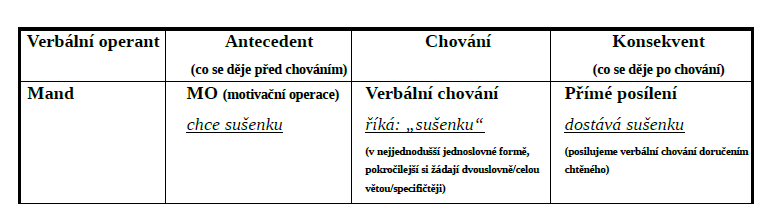 Verbální operant Antecedent Chování Konsekvent
(co se děje před chováním) (co se děje po chování)
Mand MO (motivační operace) Verbální chování Přímé posílení
chce sušenku říká: „sušenku“ dostává sušenku
(v nejjednodušší jednoslovné formě, (posilujeme verbální chování doručením
pokročilejší si žádají dvouslovně/celou chtěného)
větou/specifičtěji)